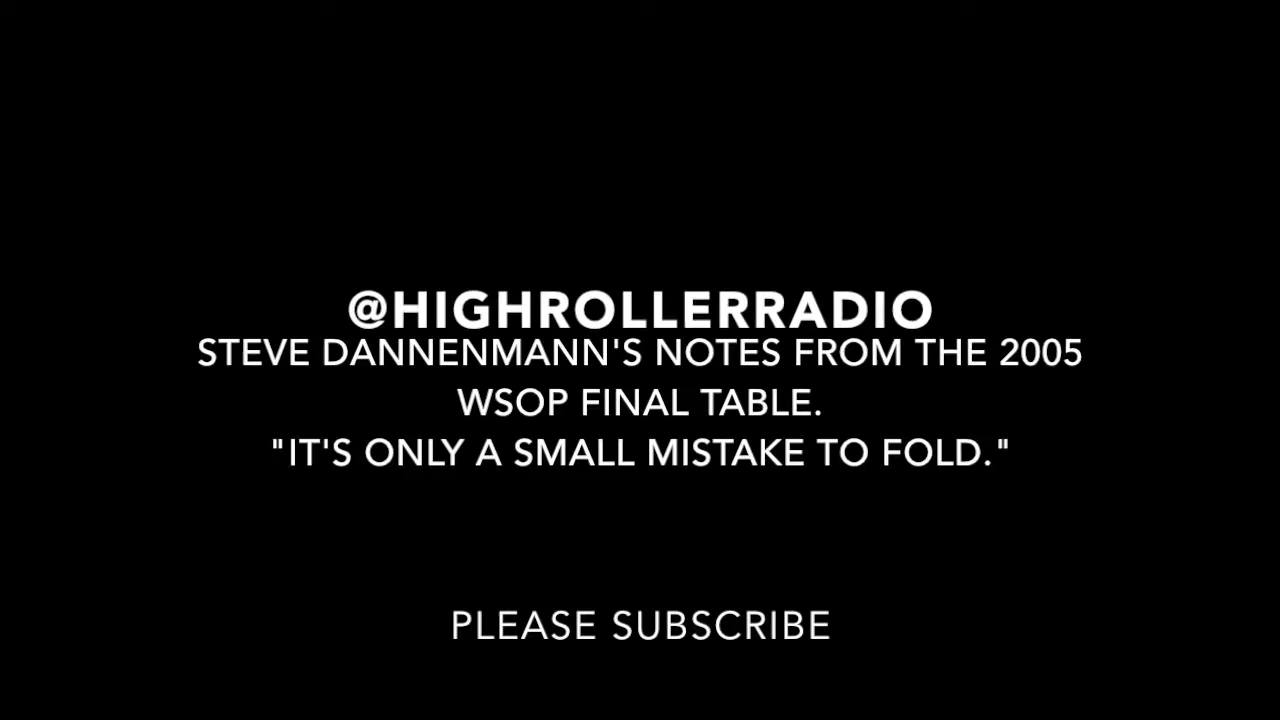 @HIGHROLLERRADIO
STEVE DANNENMANN'S NOTES FROM THE 2005
WSOP FINAL TABLE.
"IT'S ONLY A SMALL MISTAKE TO FOLD."
PLEASE SUBSCRIBE